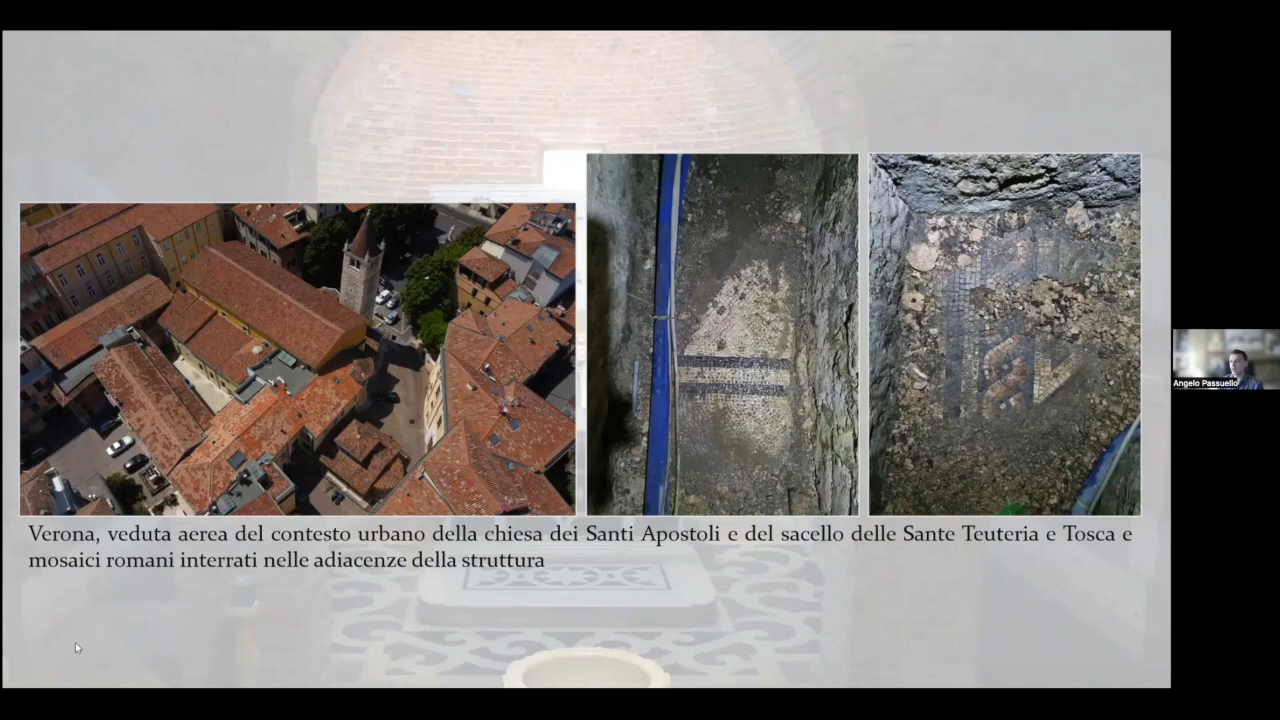 Verona, veduta aerea del contesto urbano della chiesa dei Santi Apostoli e del sacello delle Sante Teuteria e Tosca e
mosaici romani interrati nelle adiacenze della struttura
Angelo Passuello